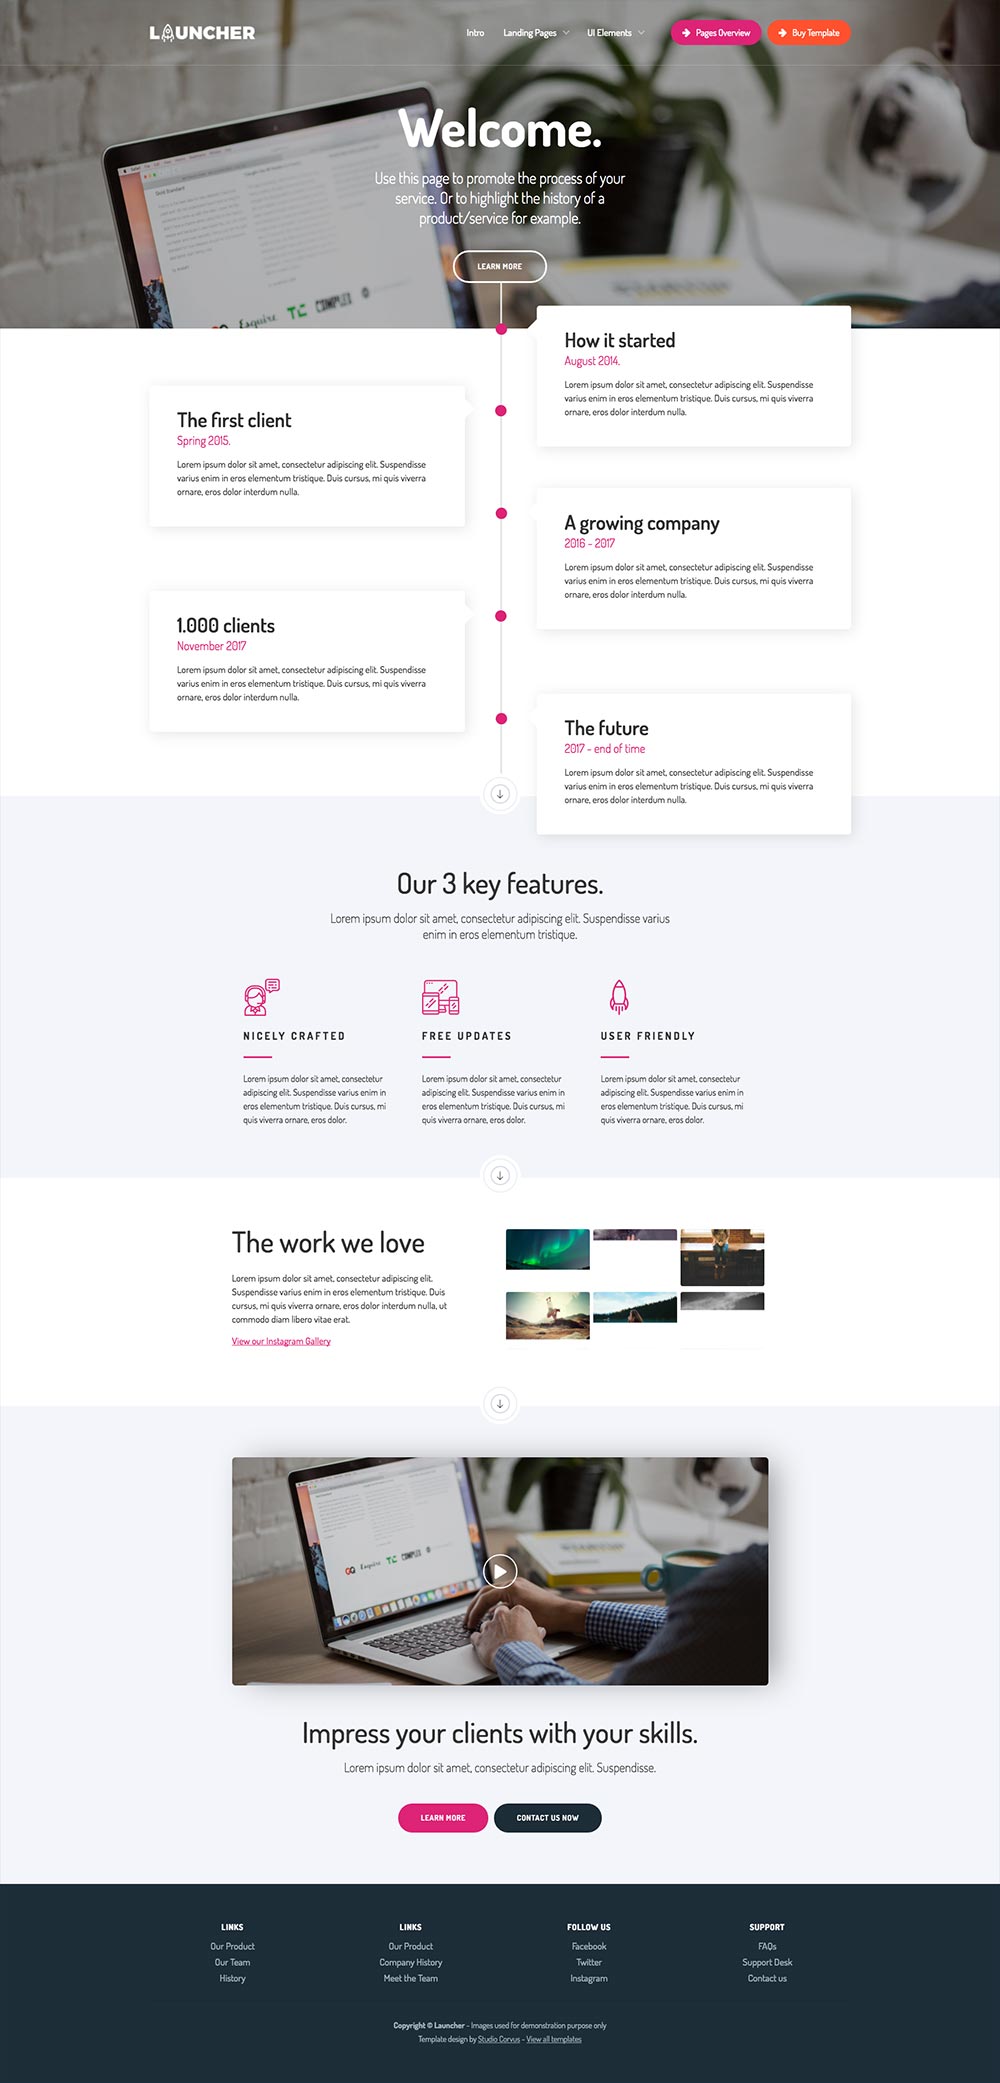 LAUNCHER
Intro
Landing Pages
UI Elements
Pages Overview
Buy Template
Welcome.
Use this page to promote the process of your
service. Or to highlight the history of a
product/service for example.
LEARN MORE
Esquire TC COMPLEX
How it started
August 2014.
Lorem ipsum dolor sit amet, consectetur adipiscing elit. Suspendisse
varius enim in eros elementum tristique. Duis cursus, mi quis viverra
ornare, eros dolor interdum nulla.
The first client
Spring 2015.
Lorem ipsum dolor sit amet, consectetur adipiscing elit. Suspendisse
varius enim in eros elementum tristique. Duis cursus, mi quis viverra
ornare, eros dolor interdum nulla.
A growing company
2016 - 2017
Lorem ipsum dolor sit amet, consectetur adipiscing elit. Suspendisse
varius enim in eros elementum tristique. Duis cursus, mi quis viverra
ornare, eros dolor interdum nulla.
1.000 clients
November 2017
Lorem ipsum dolor sit amet, consectetur adipiscing elit. Suspendisse
varius enim in eros elementum tristique. Duis cursus, mi quis viverra
ornare, eros dolor interdum nulla.
The future
2017 - end of time
Lorem ipsum dolor sit amet, consectetur adipiscing elit. Suspendisse
varius enim in eros elementum tristique. Duis cursus, mi quis viverra
ornare, eros dolor interdum nulla.
Our 3 key features.
Lorem ipsum dolor sit amet, consectetur adipiscing elit. Suspendisse varius
enim in eros elementum tristique.
NICELY CRAFTED
Lorem ipsum dolor sit amet, consectetur
adipiscing elit. Suspendisse varius enim in
eros elementum tristique. Duis cursus, mi
quis viverra ornare, eros dolor.
FREE UPDATES
Lorem ipsum dolor sit amet, consectetur
adipiscing elit. Suspendisse varius enim in
eros elementum tristique. Duis cursus, mi
quis viverra ornare, eros dolor.
USER FRIENDLY
Lorem ipsum dolor sit amet, consectetur
adipiscing elit. Suspendisse varius enim in
eros elementum tristique. Duis cursus, mi
quis viverra ornare, eros dolor.
The work we love
Lorem ipsum dolor sit amet, consectetur adipiscing elit.
Suspendisse varius enim in eros elementum tristique. Duis
cursus, mi quis viverra ornare, eros dolor interdum nulla, ut
commodo diam libero vitae erat.
View our Instagram Gallery
GQ Esquire TC COMPLEX
Impress your clients with your skills.
Lorem ipsum dolor sit amet, consectetur adipiscing elit. Suspendisse.
LEARN MORE
CONTACT US NOW
LINKS
Our Product
Our Team
History
LINKS
Our Product
Company History
Meet the Team
FOLLOW US
Facebook
Twitter
Instagram
SUPPORT
FAQs
Support Desk
Contact us
Copyright © Launcher - Images used for demonstration purpose only
Template design by Studio Corvus - View all templates